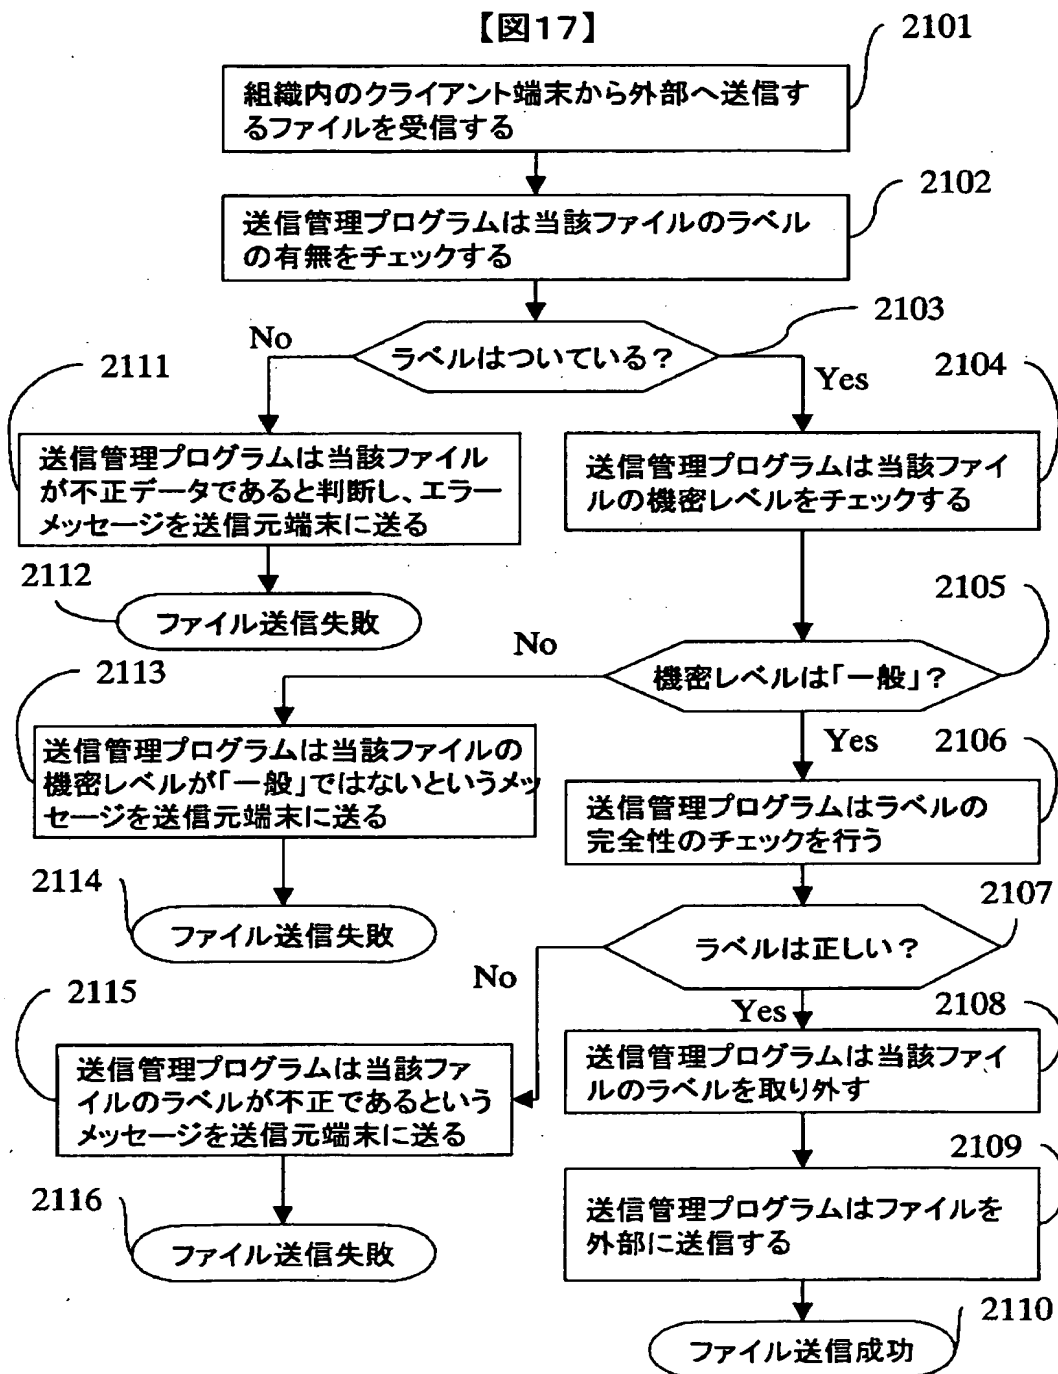 【図17】
2101
組織内のクライアント端末から外部へ送信す
るファイルを受信する
2102
送信管理プログラムは当該ファイルのラベル
の有無をチェックする
2103
ラベルはついている？
No
Yes
2111
送信管理プログラムは当該ファイル
が不正データであると判断し、エラー
メッセージを送信元端末に送る
2104
送信管理プログラムは当該ファイ
ルの機密レベルをチェックする
2112
ファイル送信失敗
2105
機密レベルは「一般」？
No
Yes
2113
送信管理プログラムは当該ファイルの
機密レベルが「一般」ではないというメッ
セージを送信元端末に送る
2106
送信管理プログラムはラベルの
完全性のチェックを行う
2114
ファイル送信失敗
2107
ラベルは正しい？
No
Yes
2115
送信管理プログラムは当該ファ
イルのラベルが不正であるという
メッセージを送信元端末に送る
2108
送信管理プログラムは当該ファイ
ルのラベルを取り外す
2116
ファイル送信失敗
2109
送信管理プログラムはファイルを
外部に送信する
2110
ファイル送信成功